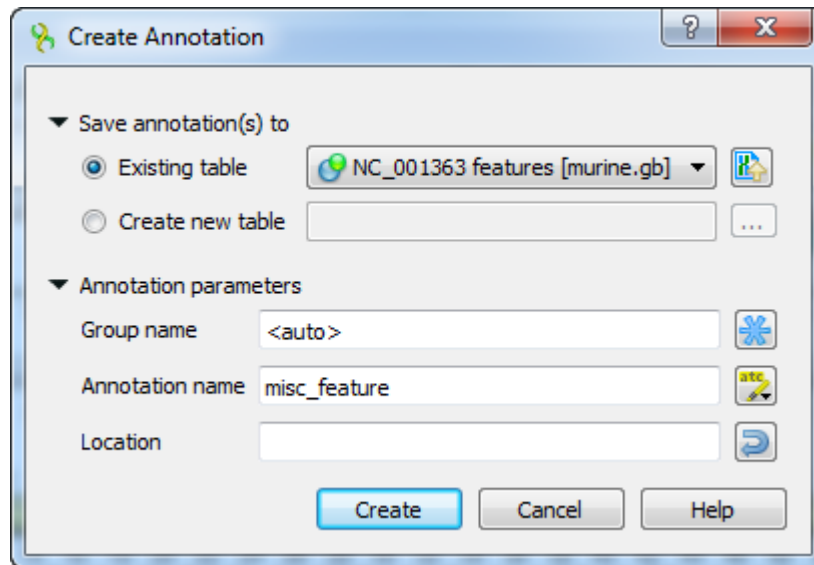 Create Annotation
Save annotation(s) to
Existing table NC_001363 features [murine.gb]
Create new table ...
Annotation parameters
Group name <auto>
Annotation name misc_feature atc
Location
Create Cancel Help